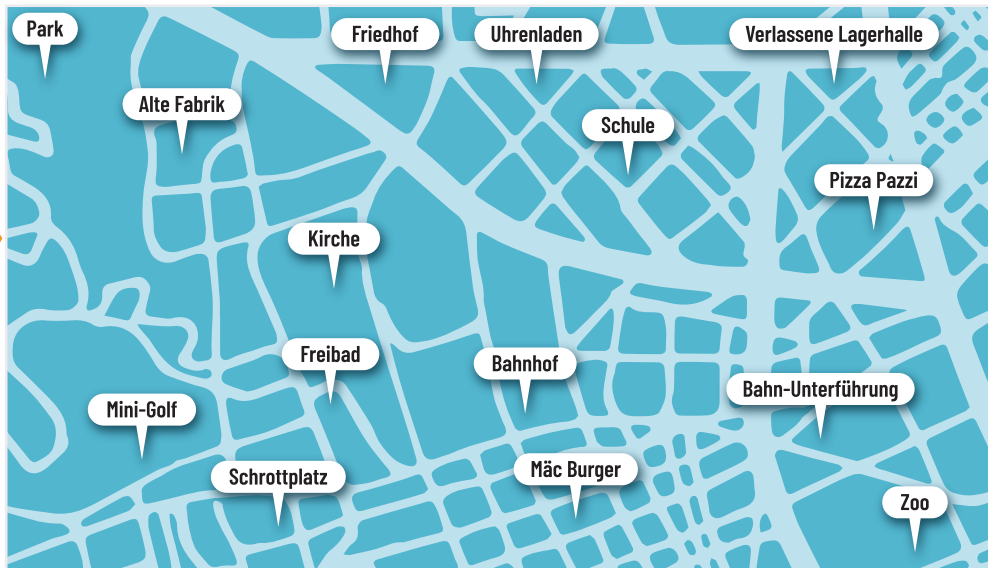 Park
Friedhof
Uhrenladen
Verlassene Lagerhalle
Alte Fabrik
Schule
Pizza Pazzi
Kirche
Freibad
Bahnhof
Bahn-Unterführung
Mini-Golf
Schrottplatz
Mäc Burger
Zoo